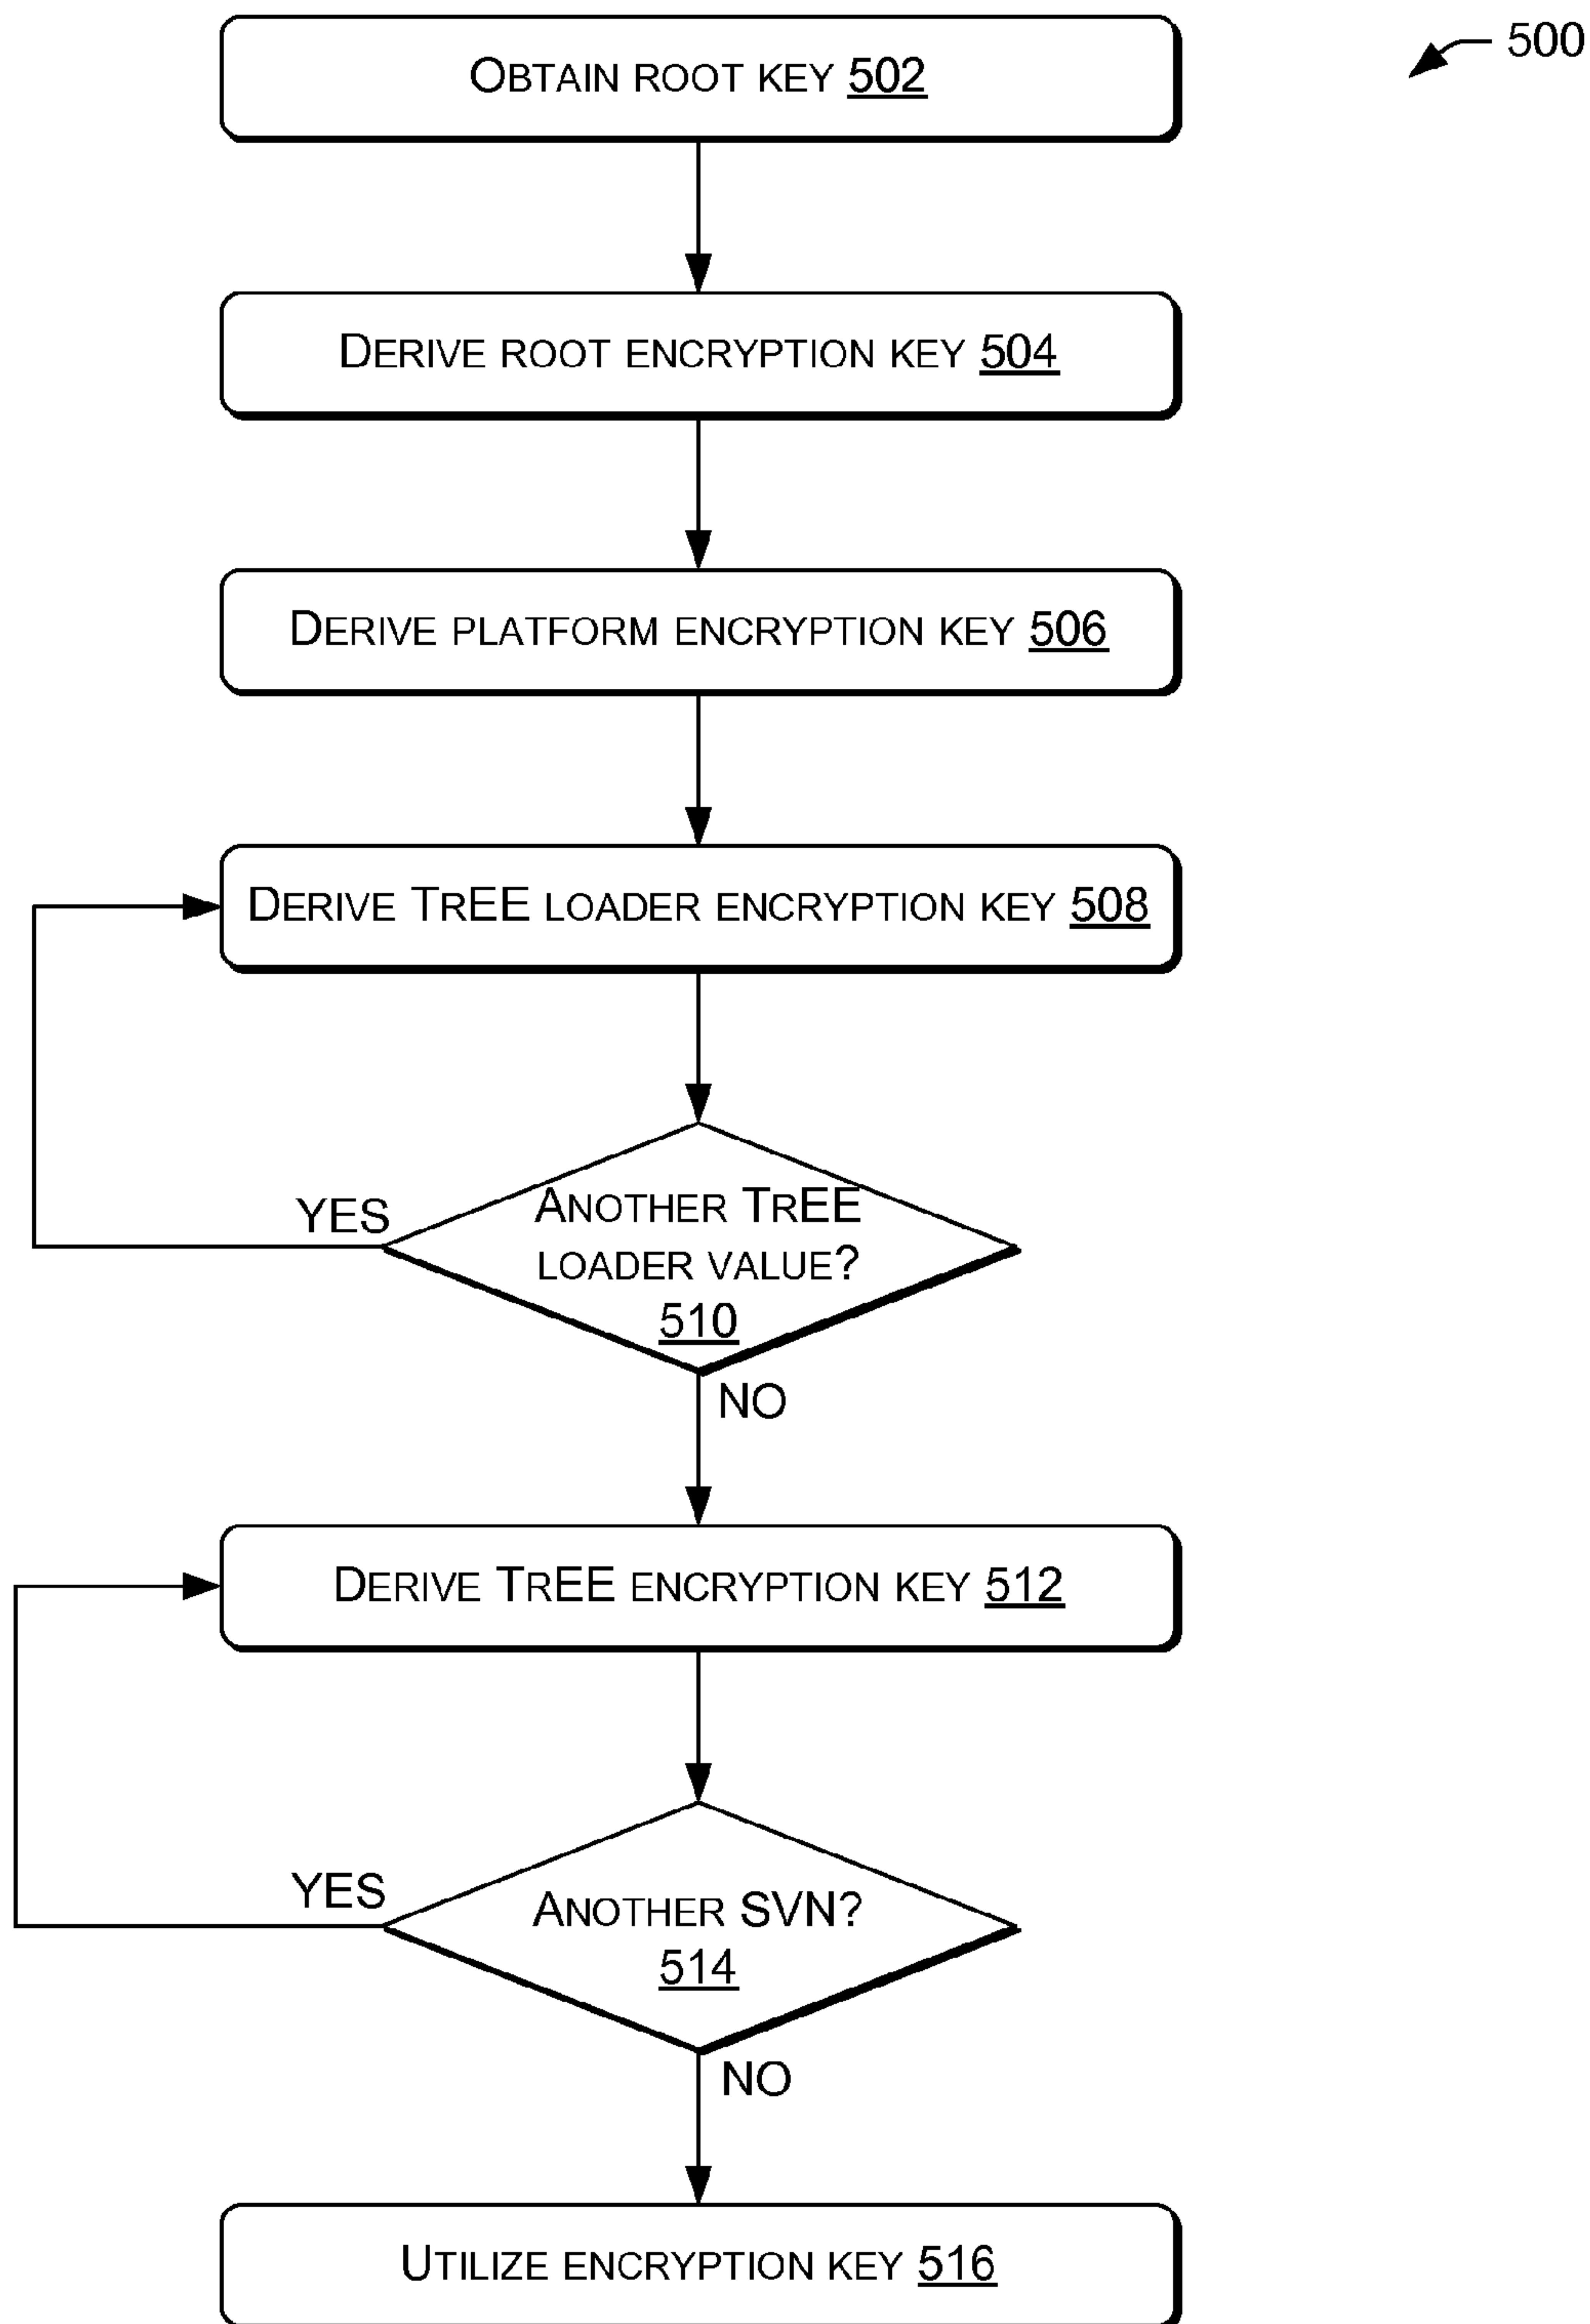 500
OBTAIN ROOT KEY 502
DERIVE ROOT ENCRYPTION KEY 504
DERIVE PLATFORM ENCRYPTION KEY 506
DERIVE TrEE LOADER ENCRYPTION KEY 508
ANOTHER TrEE
LOADER VALUE?
510
YES
NO
DERIVE TrEE ENCRYPTION KEY 512
ANOTHER SVN?
514
YES
NO
UTILIZE ENCRYPTION KEY 516